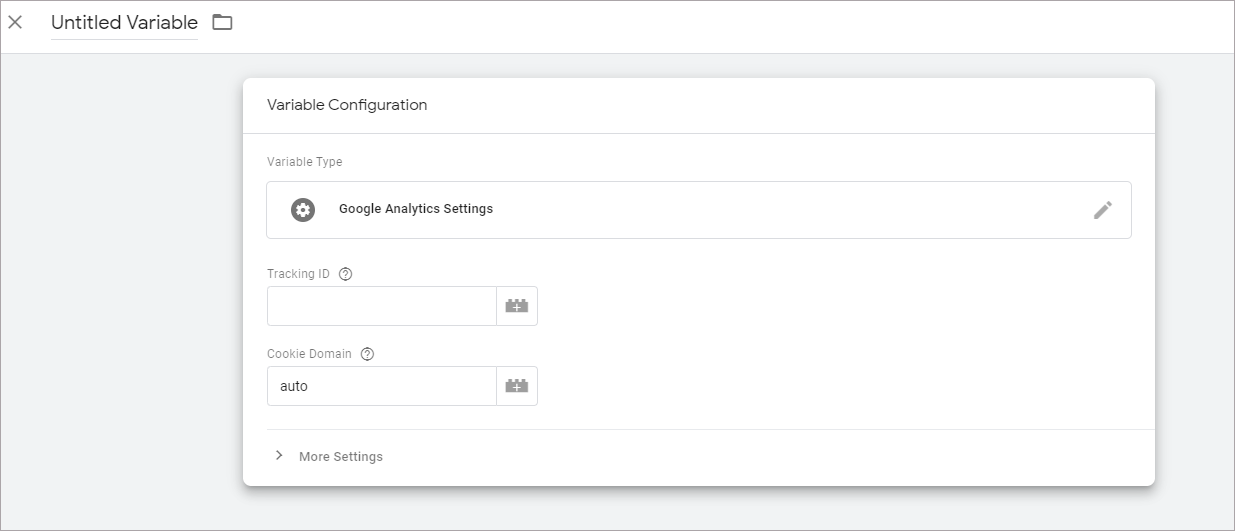 Untitled Variable
Variable Configuration
Variable Type
Google Analytics Settings
Tracking ID
Cookie Domain
auto
More Settings